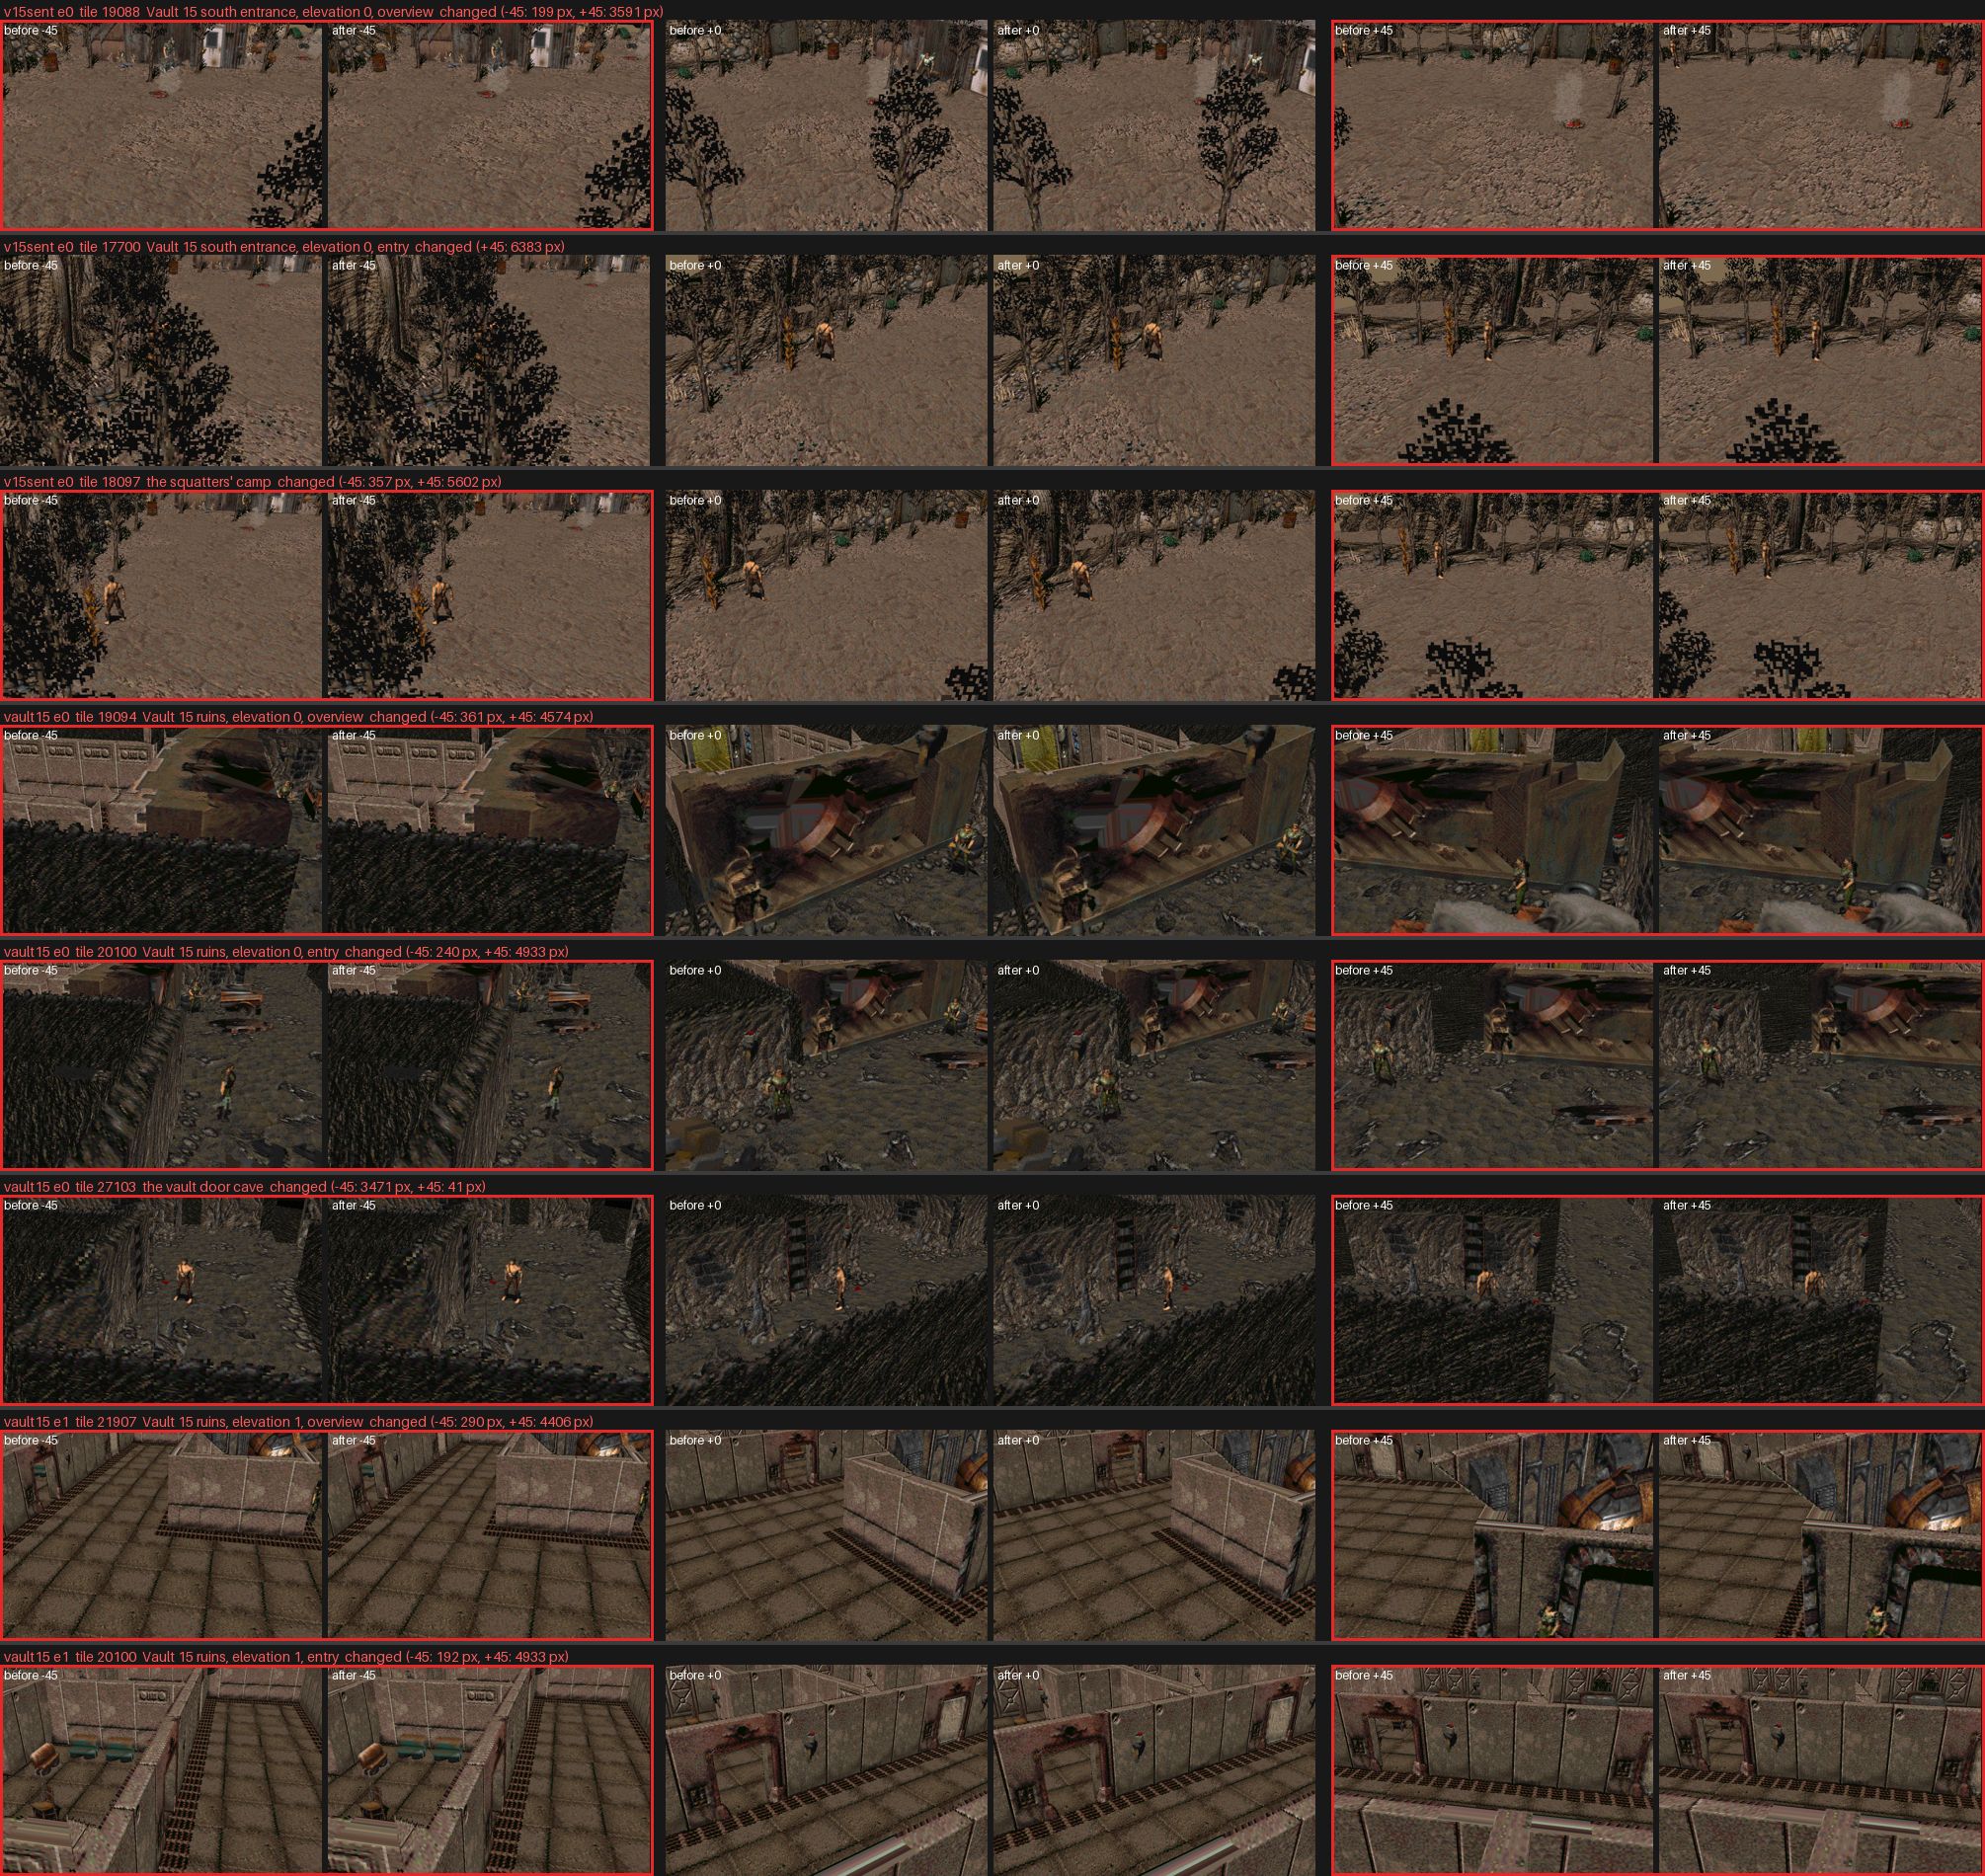 v15sent e0 tile 19088 Vault 15 south entrance, elevation 0, overview changed (-45: 199 px, +45: 3591 px)
before -45 after -45 before +0 after +0 before +45 after +45
v15sent e0 tile 17700 Vault 15 south entrance, elevation 0, entry changed (+45: 6383 px)
before -45 after -45 before +0 after +0 before +45 after +45
v15sent e0 tile 18097 the squatters' camp changed (-45: 357 px, +45: 5602 px)
before -45 after -45 before +0 after +0 before +45 after +45
vault15 e0 tile 19094 Vault 15 ruins, elevation 0, overview changed (-45: 361 px, +45: 4574 px)
before -45 after -45 before +0 after +0 before +45 after +45
vault15 e0 tile 20100 Vault 15 ruins, elevation 0, entry changed (-45: 240 px, +45: 4933 px)
before -45 after -45 before +0 after +0 before +45 after +45
vault15 e0 tile 27103 the vault door cave changed (-45: 3471 px, +45: 41 px)
before -45 after -45 before +0 after +0 before +45 after +45
vault15 e1 tile 21907 Vault 15 ruins, elevation 1, overview changed (-45: 290 px, +45: 4406 px)
before -45 after -45 before +0 after +0 before +45 after +45
vault15 e1 tile 20100 Vault 15 ruins, elevation 1, entry changed (-45: 192 px, +45: 4933 px)
before -45 after -45 before +0 after +0 before +45 after +45